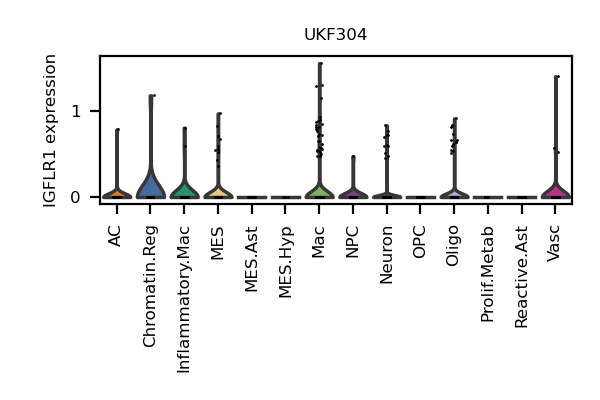 UKF304
IGFLR1 expression
1
0
AC
Chromatin.Reg
Inflammatory.Mac
MES
MES.Ast
MES.Hyp
Mac
NPC
Neuron
OPC
Oligo
Prolif.Metab
Reactive.Ast
Vasc